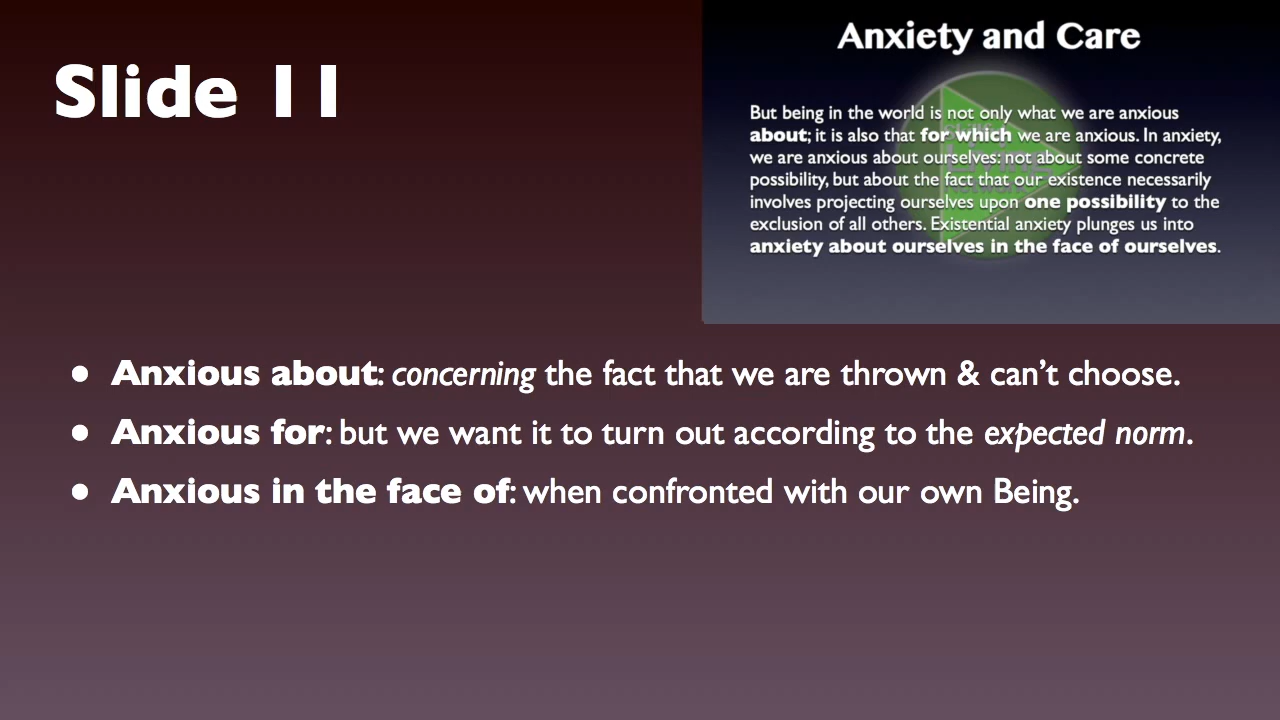 Slide 11
Anxiety and Care
But being in the world is not only what we are anxious
about; it is also that for which we are anxious. In anxiety,
we are anxious about ourselves: not about some concrete
possibility, but about the fact that our existence necessarily
involves projecting ourselves upon one possibility to the
exclusion of all others. Existential anxiety plunges us into
anxiety about ourselves in the face of ourselves.
• Anxious about: concerning the fact that we are thrown & can’t choose.
• Anxious for: but we want it to turn out according to the expected norm.
• Anxious in the face of: when confronted with our own Being.